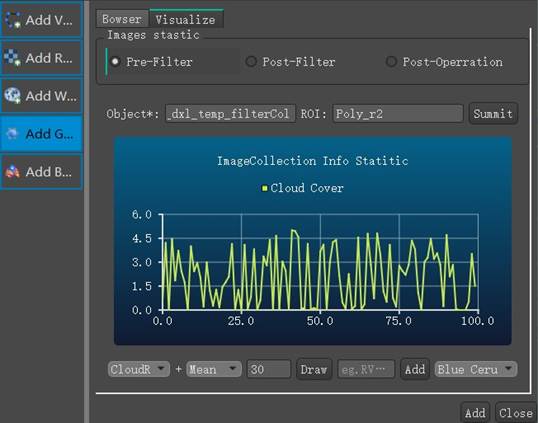 Add V...
Add R...
Add W...
Add G...
Add B...
Bowser Visualize
Images stastic
Pre-Filter Post-Filter Post-Operration
Object*: _dxl_temp_filterCol ROI: Poly_r2 Summit
ImageCollection Info Statitic
Cloud Cover
6.0
4.5
3.0
1.5
0.0
0.0 25.0 50.0 75.0 100.0
CloudR + Mean 30 Draw eg.RV… Add Blue Ceru
Add Close